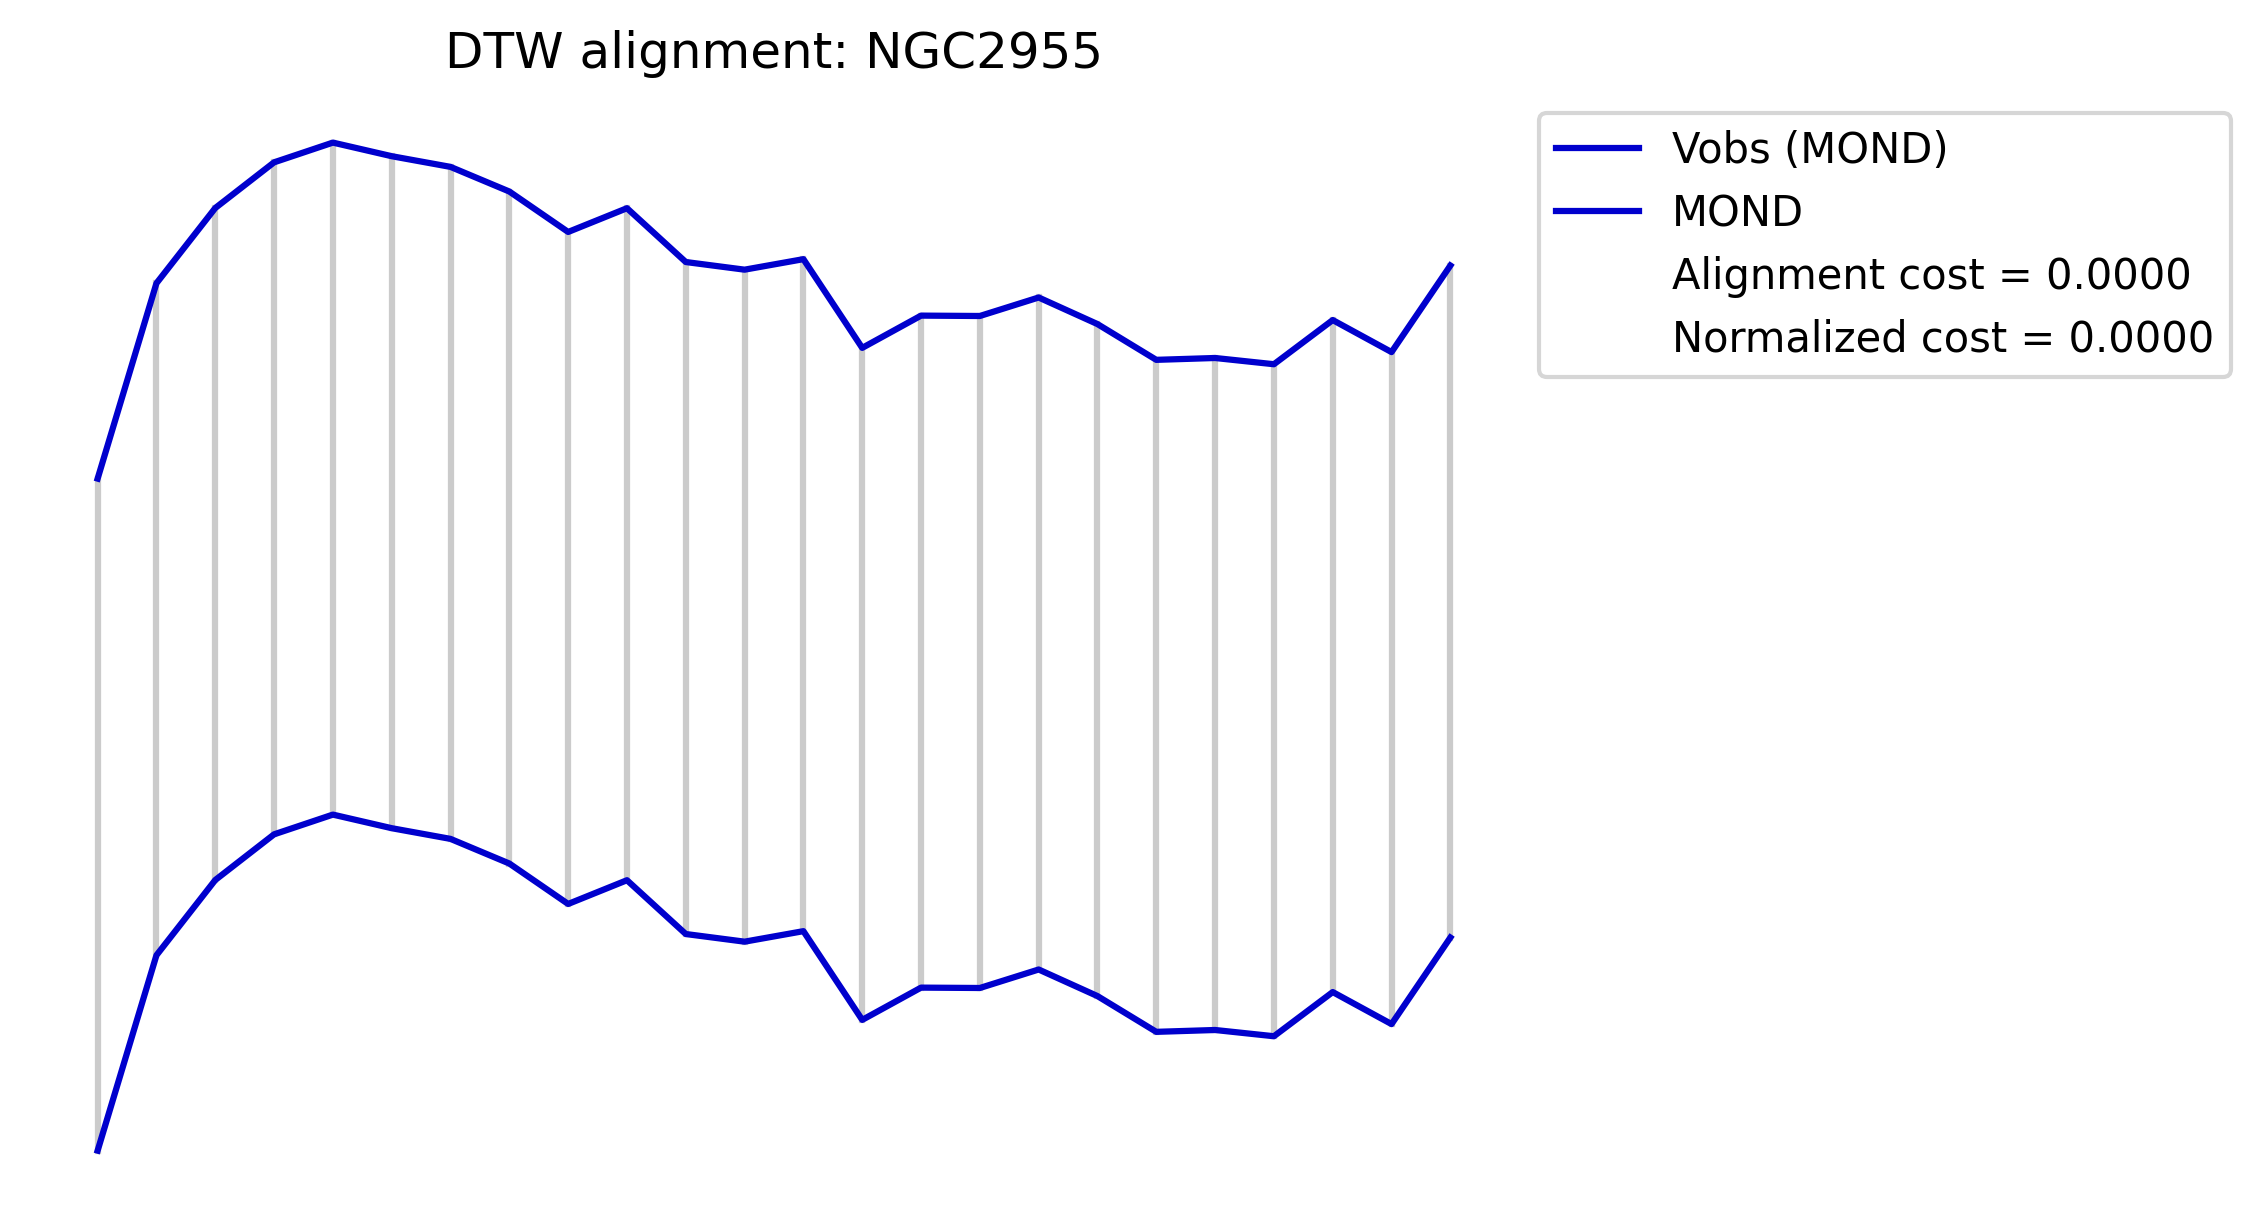 DTW alignment: NGC2955
Vobs (MOND)
MOND
Alignment cost = 0.0000
Normalized cost = 0.0000